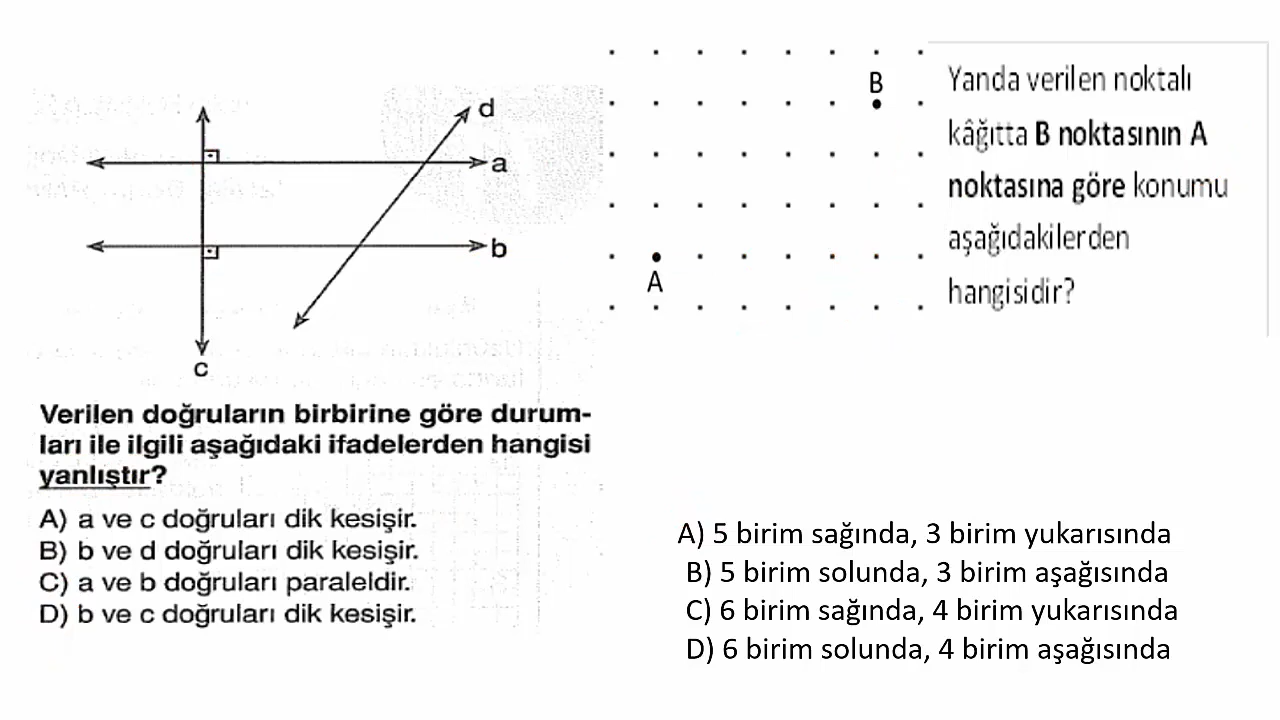 d
a
b
c
Verilen doğruların birbirine göre durum-
ları ile ilgili aşağıdaki ifadelerden hangisi
yanlıştır?
A) a ve c doğruları dik kesişir.
B) b ve d doğruları dik kesişir.
C) a ve b doğruları paraleldir.
D) b ve c doğruları dik kesişir.
B
A
Yanda verilen noktalı
kâğıtta B noktasının A
noktasına göre konumu
aşağıdakilerden
hangisidir?
A) 5 birim sağında, 3 birim yukarısında
B) 5 birim solunda, 3 birim aşağısında
C) 6 birim sağında, 4 birim yukarısında
D) 6 birim solunda, 4 birim aşağısında